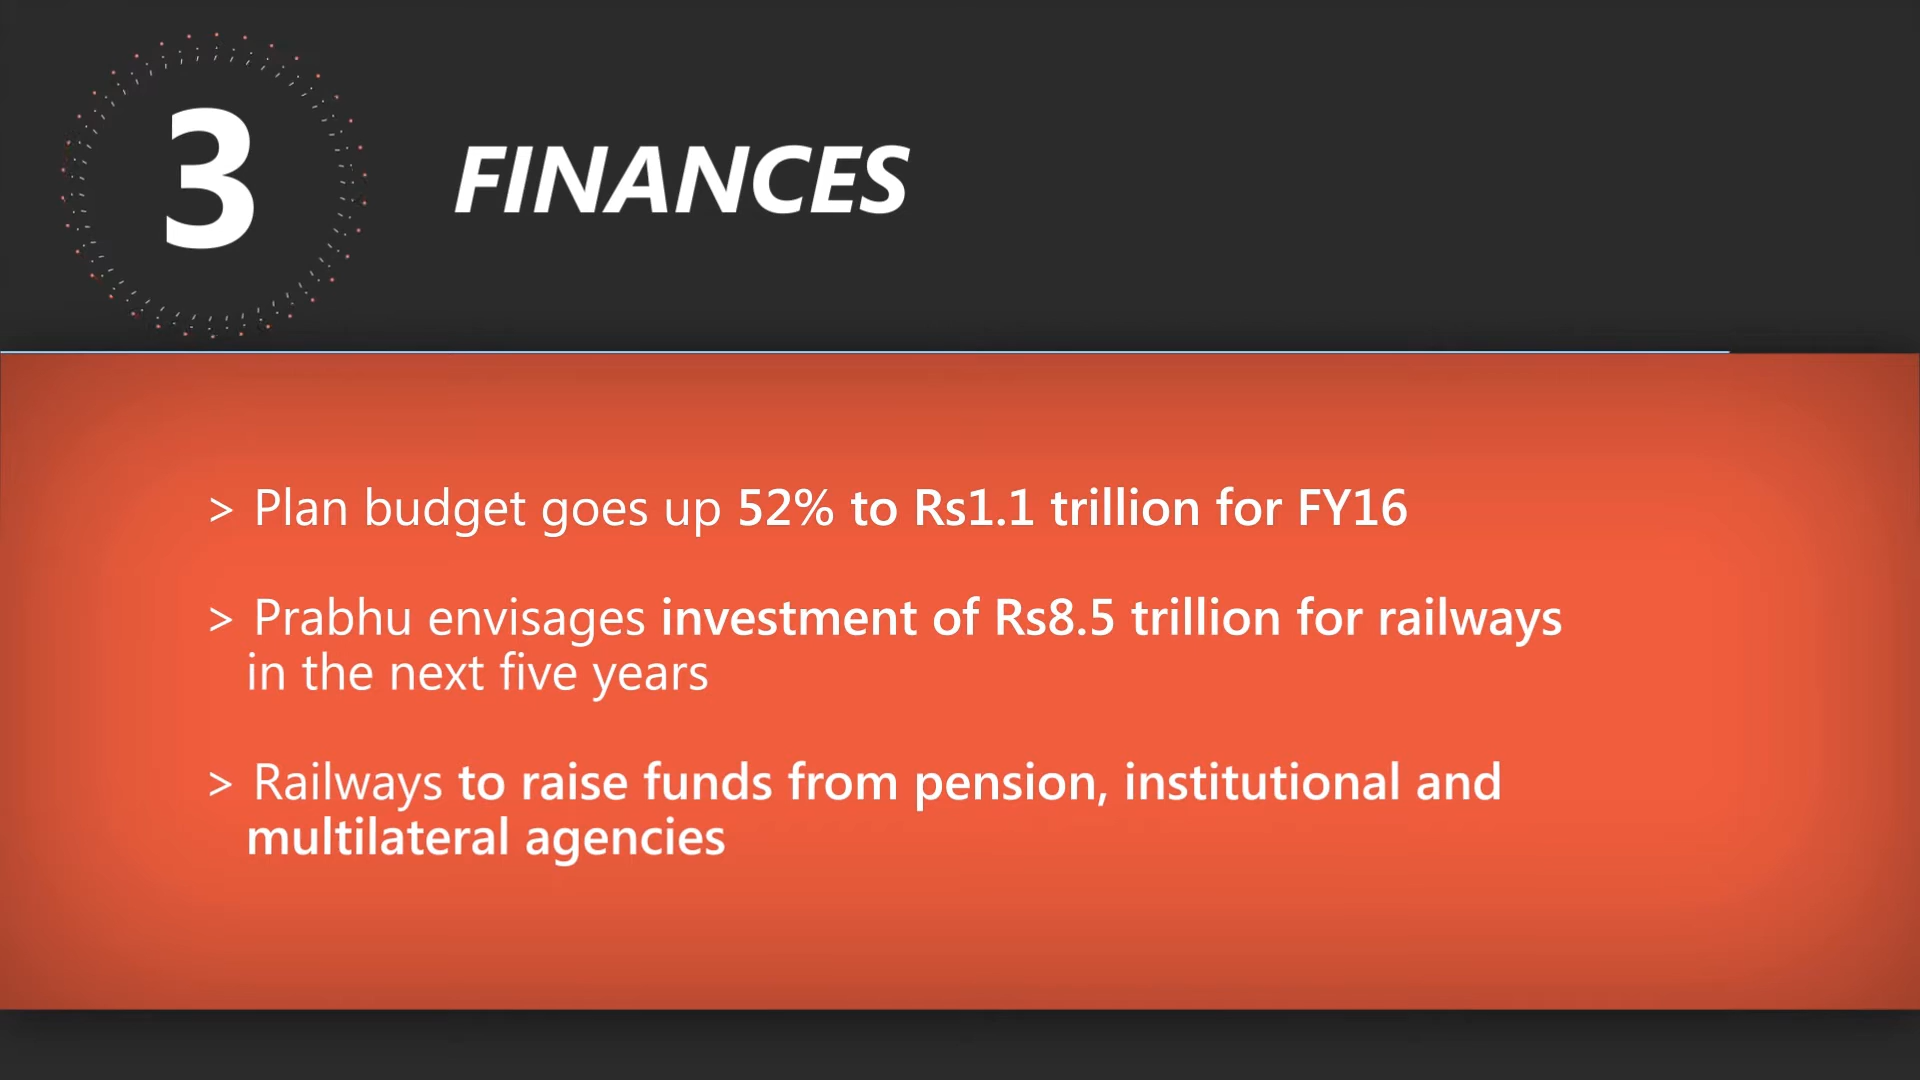 3
FINANCES
> Plan budget goes up 52% to Rs1.1 trillion for FY16
> Prabhu envisages investment of Rs8.5 trillion for railways
in the next five years
> Railways to raise funds from pension, institutional and
multilateral agencies